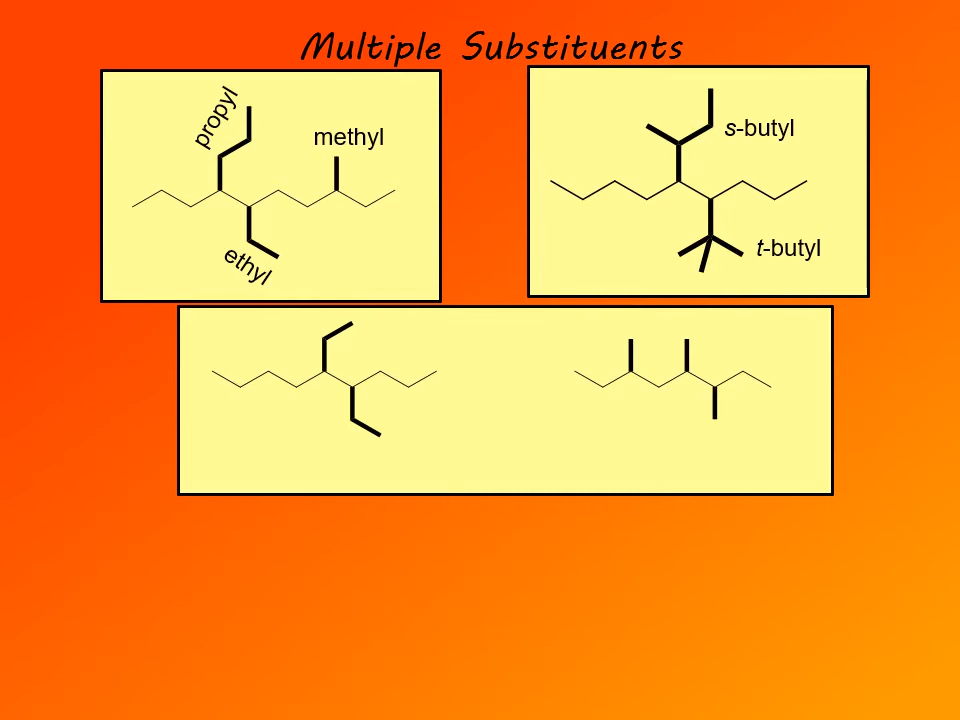 Multiple Substituents
propyl
methyl
ethyl
s-butyl
t-butyl